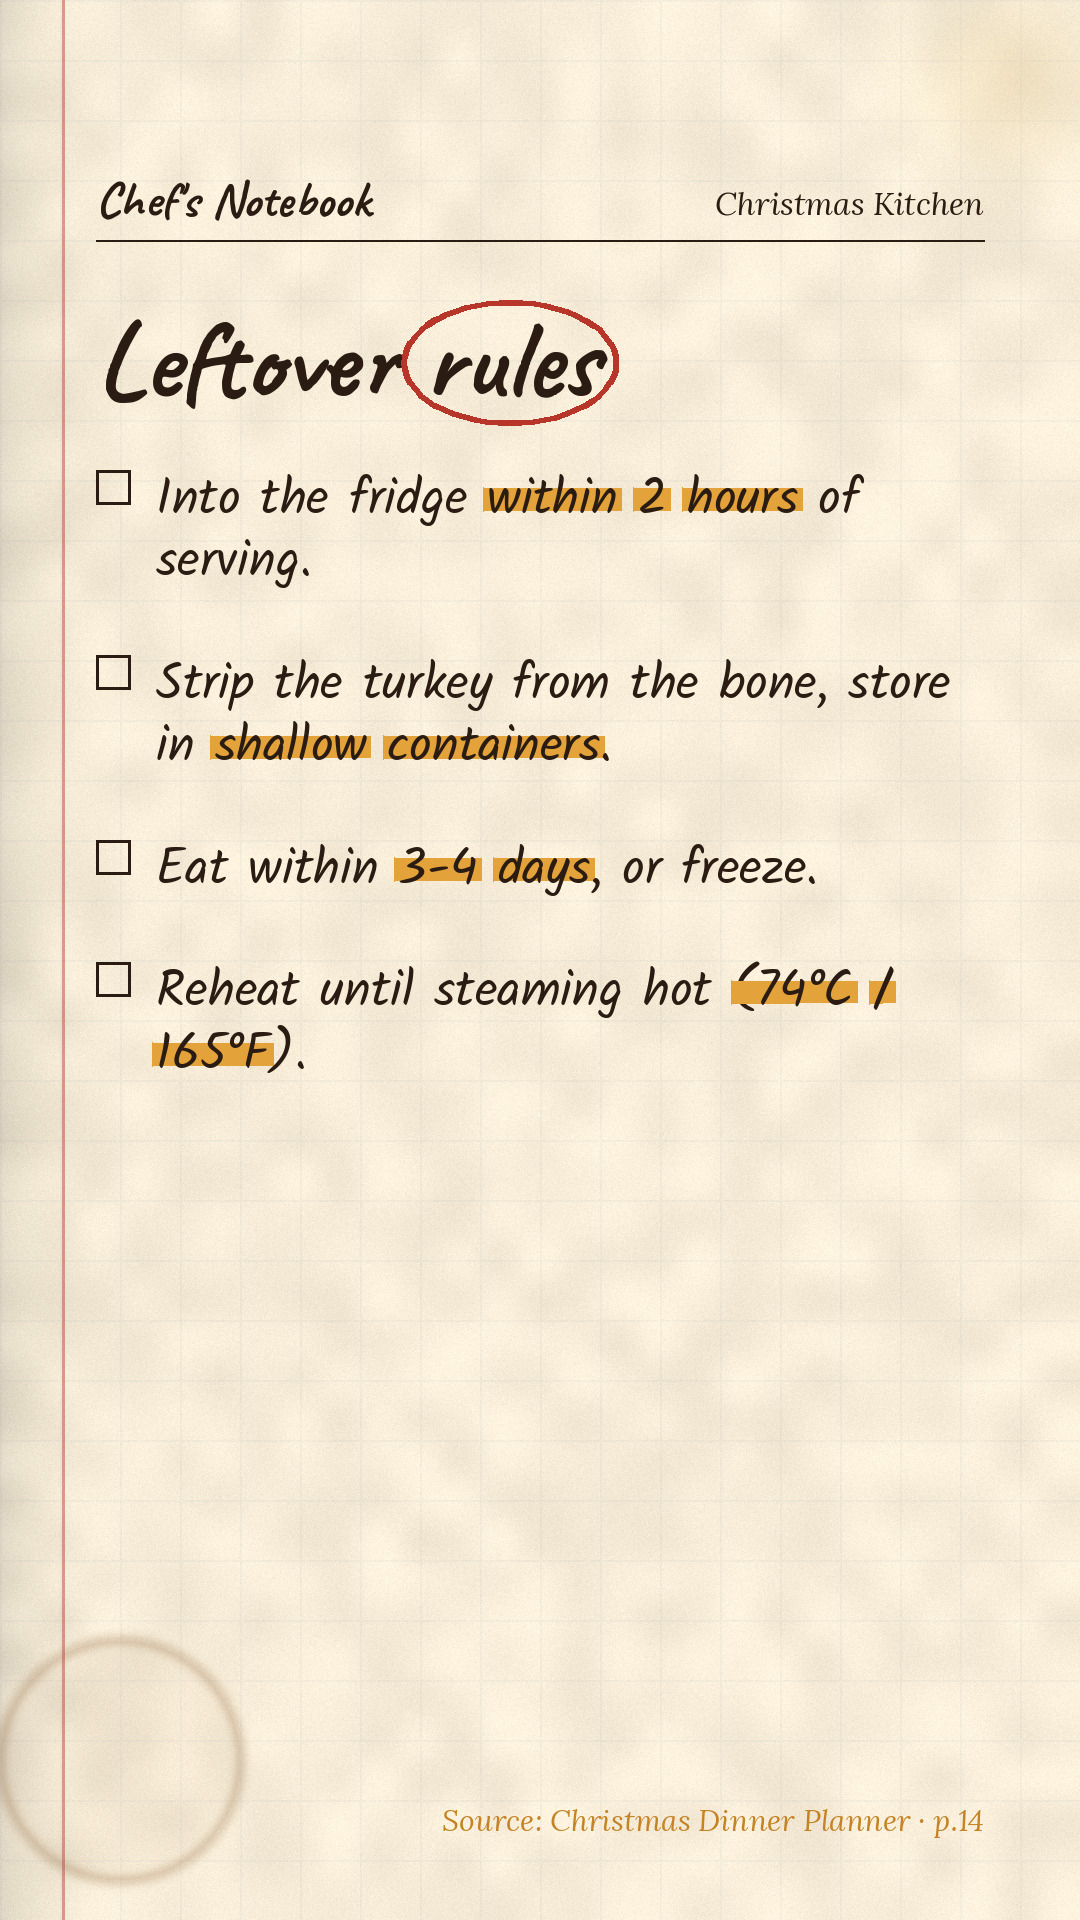 Chef's Notebook
Christmas Kitchen
Leftover rules
Into the fridge within 2 hours of
serving.
Strip the turkey from the bone, store
in shallow containers.
Eat within 3-4 days, or freeze.
Reheat until steaming hot (74°C /
165°F).
Source: Christmas Dinner Planner · p.14